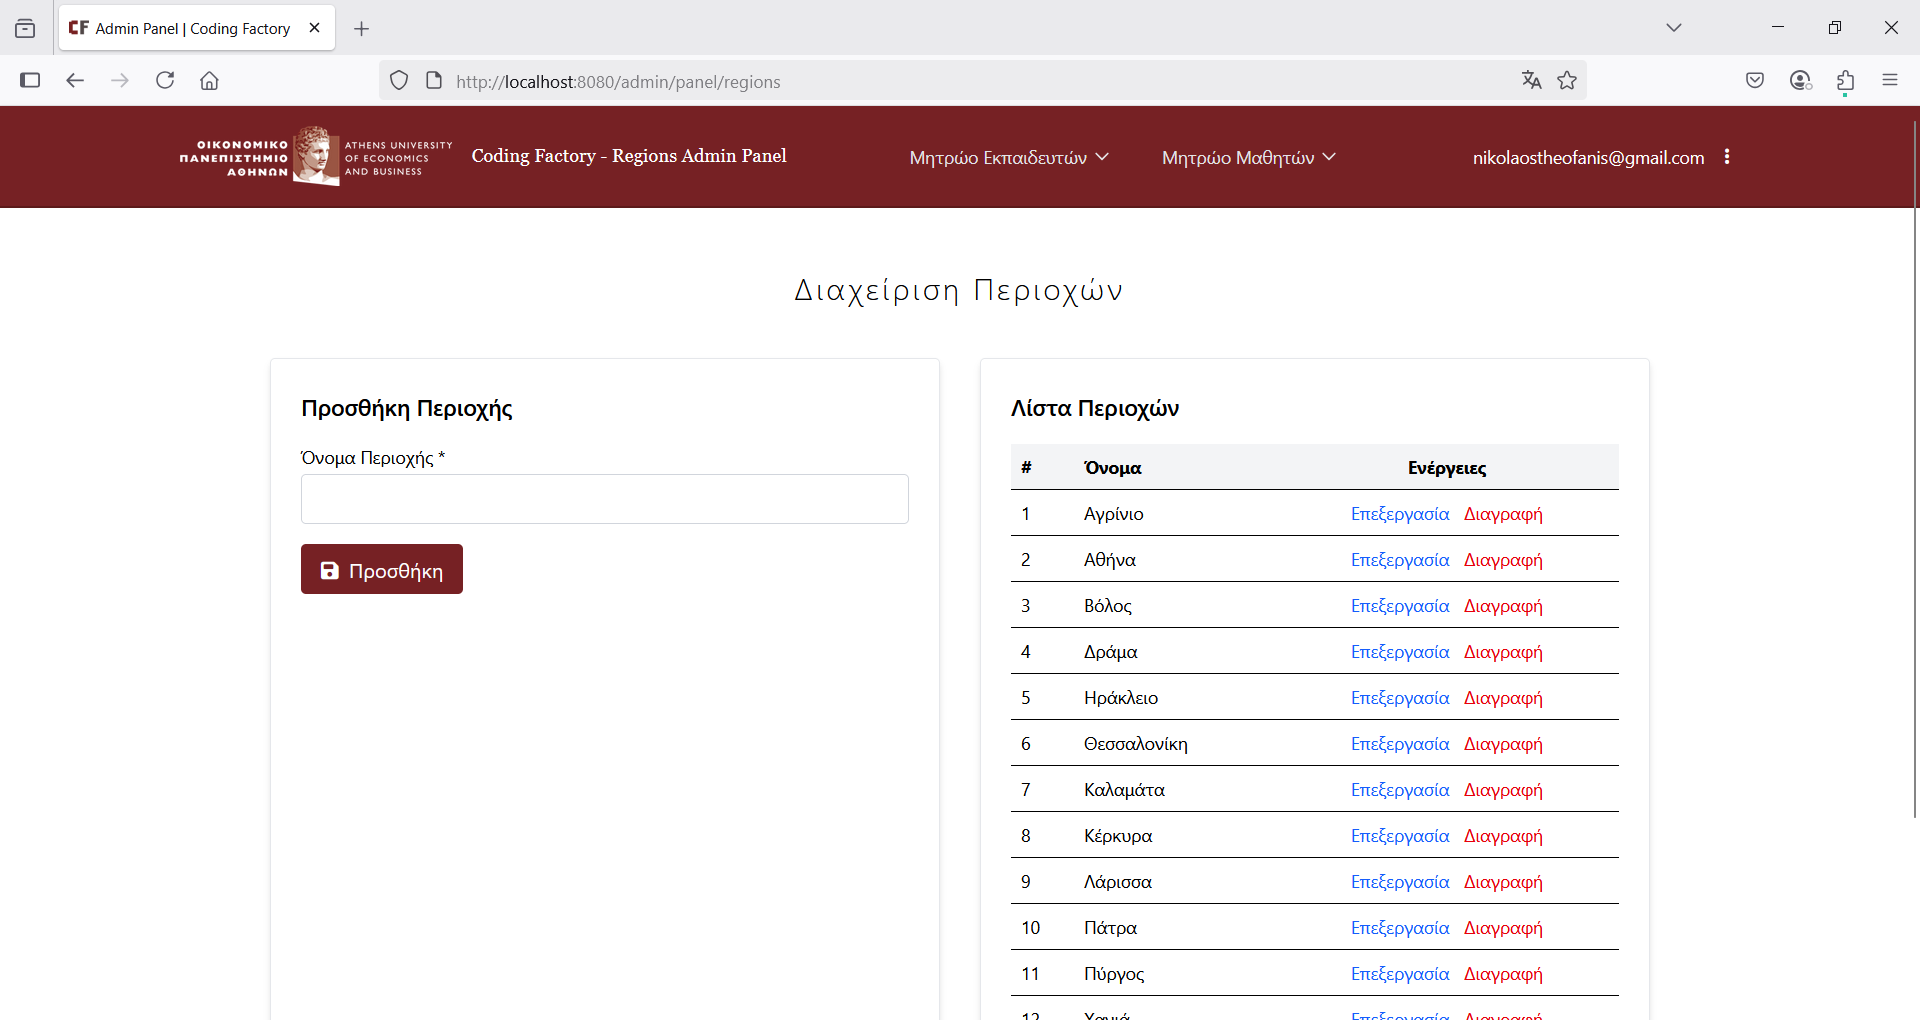 Admin Panel | Coding Factory
http://localhost:8080/admin/panel/regions
ΟΙΚΟΝΟΜΙΚΟ
ΠΑΝΕΠΙΣΤΗΜΙΟ
ΑΘΗΝΩΝ
ATHENS UNIVERSITY
OF ECONOMICS
AND BUSINESS
Coding Factory - Regions Admin Panel
Μητρώο Εκπαιδευτών
Μητρώο Μαθητών
nikolaostheofanis@gmail.com
Διαχείριση Περιοχών
Προσθήκη Περιοχής
Όνομα Περιοχής *
Προσθήκη
Λίστα Περιοχών
# Όνομα Ενέργειες
1 Αγρίνιο Επεξεργασία Διαγραφή
2 Αθήνα Επεξεργασία Διαγραφή
3 Βόλος Επεξεργασία Διαγραφή
4 Δράμα Επεξεργασία Διαγραφή
5 Ηράκλειο Επεξεργασία Διαγραφή
6 Θεσσαλονίκη Επεξεργασία Διαγραφή
7 Καλαμάτα Επεξεργασία Διαγραφή
8 Κέρκυρα Επεξεργασία Διαγραφή
9 Λάρισσα Επεξεργασία Διαγραφή
10 Πάτρα Επεξεργασία Διαγραφή
11 Πύργος Επεξεργασία Διαγραφή
12 Χανιά Επεξεργασία Διαγραφή